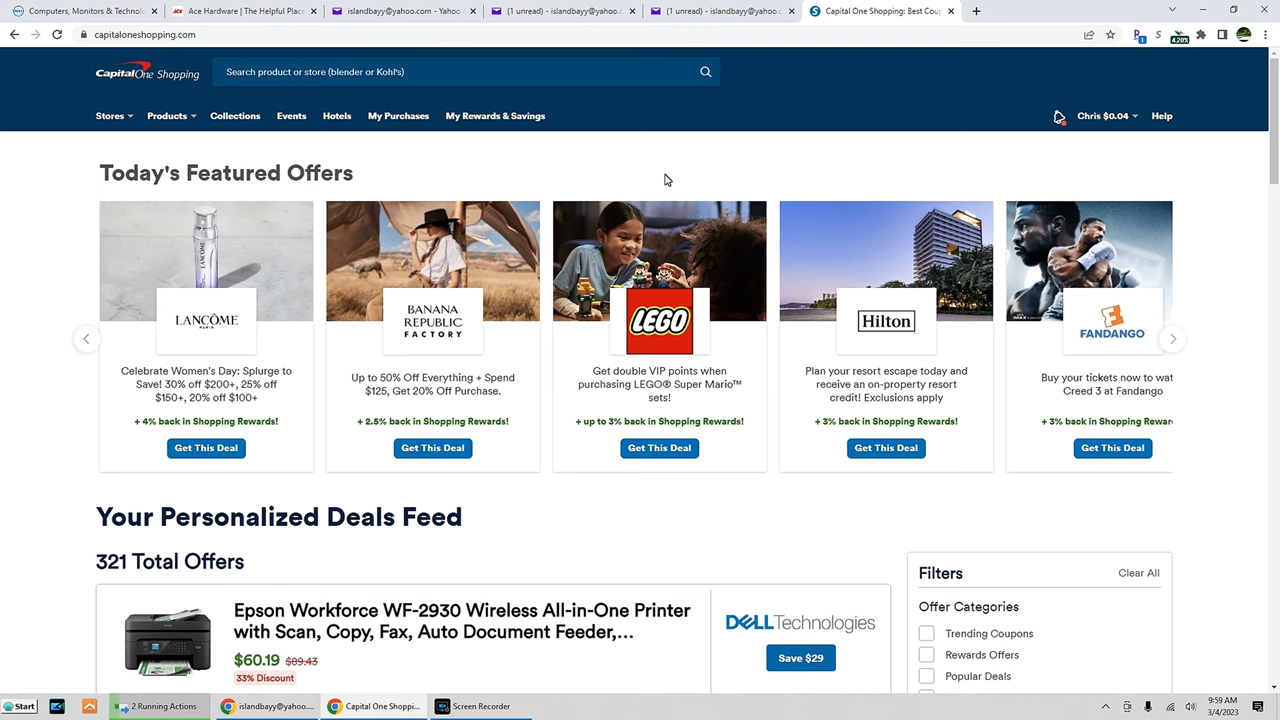 Computers, Monitors & Technolo
Ace Hardware | The Helpful Place
islandbayy@yahoo.com - Yahoo
(1 unread) - islandbayy@yahoo.c
(1 unread) - islandbayy@yahoo.c
Capital One Shopping: Best Coup
capitaloneshopping.com
1
4.20%
Capital One Shopping
Search product or store (blender or Kohl's)
Stores
Products
Collections
Events
Hotels
My Purchases
My Rewards & Savings
Chris $0.04
Help
Today's Featured Offers
LANCÔME
PARIS
Celebrate Women's Day: Splurge to
Save! 30% off $200+, 25% off
$150+, 20% off $100+
+ 4% back in Shopping Rewards!
Get This Deal
BANANA
REPUBLIC
FACTORY
Up to 50% Off Everything + Spend
$125, Get 20% Off Purchase.
+ 2.5% back in Shopping Rewards!
Get This Deal
LEGO
Get double VIP points when
purchasing LEGO® Super Mario™
sets!
+ up to 3% back in Shopping Rewards!
Get This Deal
Hilton
Plan your resort escape today and
receive an on-property resort
credit! Exclusions apply
+ 3% back in Shopping Rewards!
Get This Deal
FANDANGO
Buy your tickets now to wat
Creed 3 at Fandango
+ 3% back in Shopping Rewar
Get This Deal
Your Personalized Deals Feed
321 Total Offers
Epson Workforce WF-2930 Wireless All-in-One Printer
with Scan, Copy, Fax, Auto Document Feeder,...
$60.19 $89.43
33% Discount
DELLTechnologies
Save $29
Filters
Clear All
Offer Categories
Trending Coupons
Rewards Offers
Popular Deals
Start
2 Running Actions
islandbayy@yahoo....
Capital One Shoppi...
Screen Recorder
9:59 AM
3/4/2023